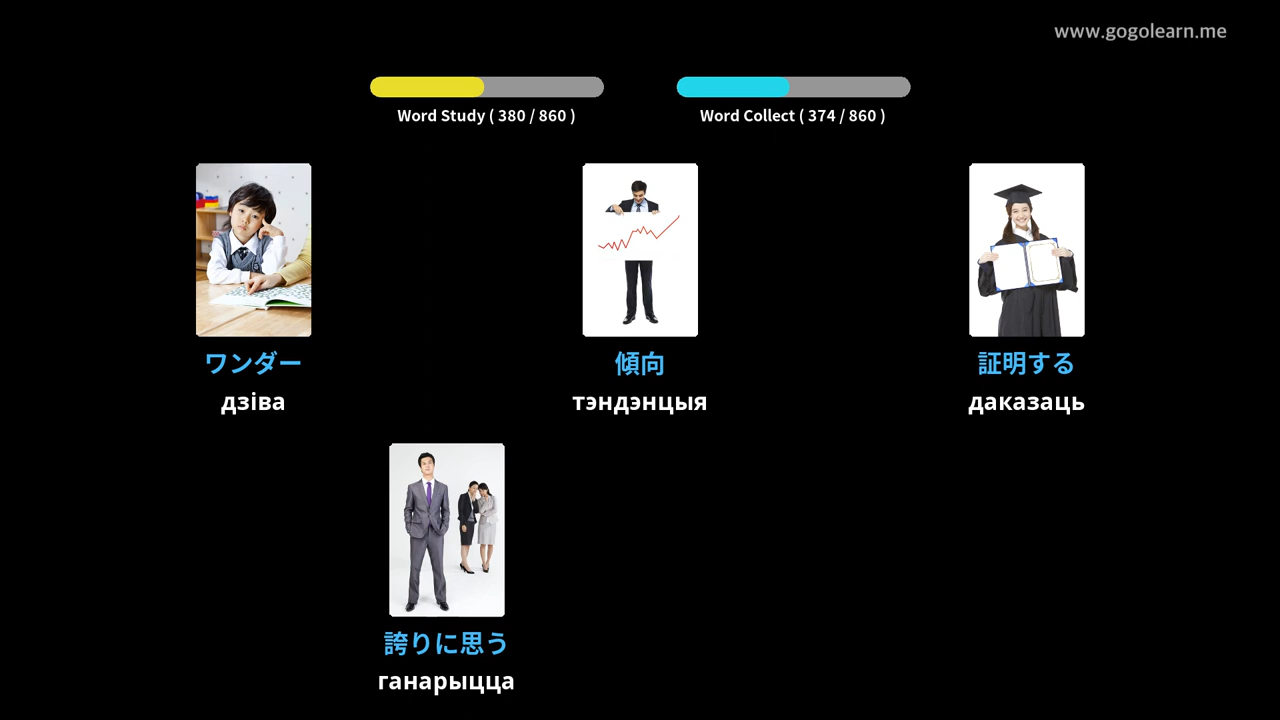 www.gogolearn.me
Word Study ( 380 / 860 )
Word Collect ( 374 / 860 )
ワンダー
дзіва
傾向
тэндэнцыя
証明する
даказаць
誇りに思う
ганарыцца